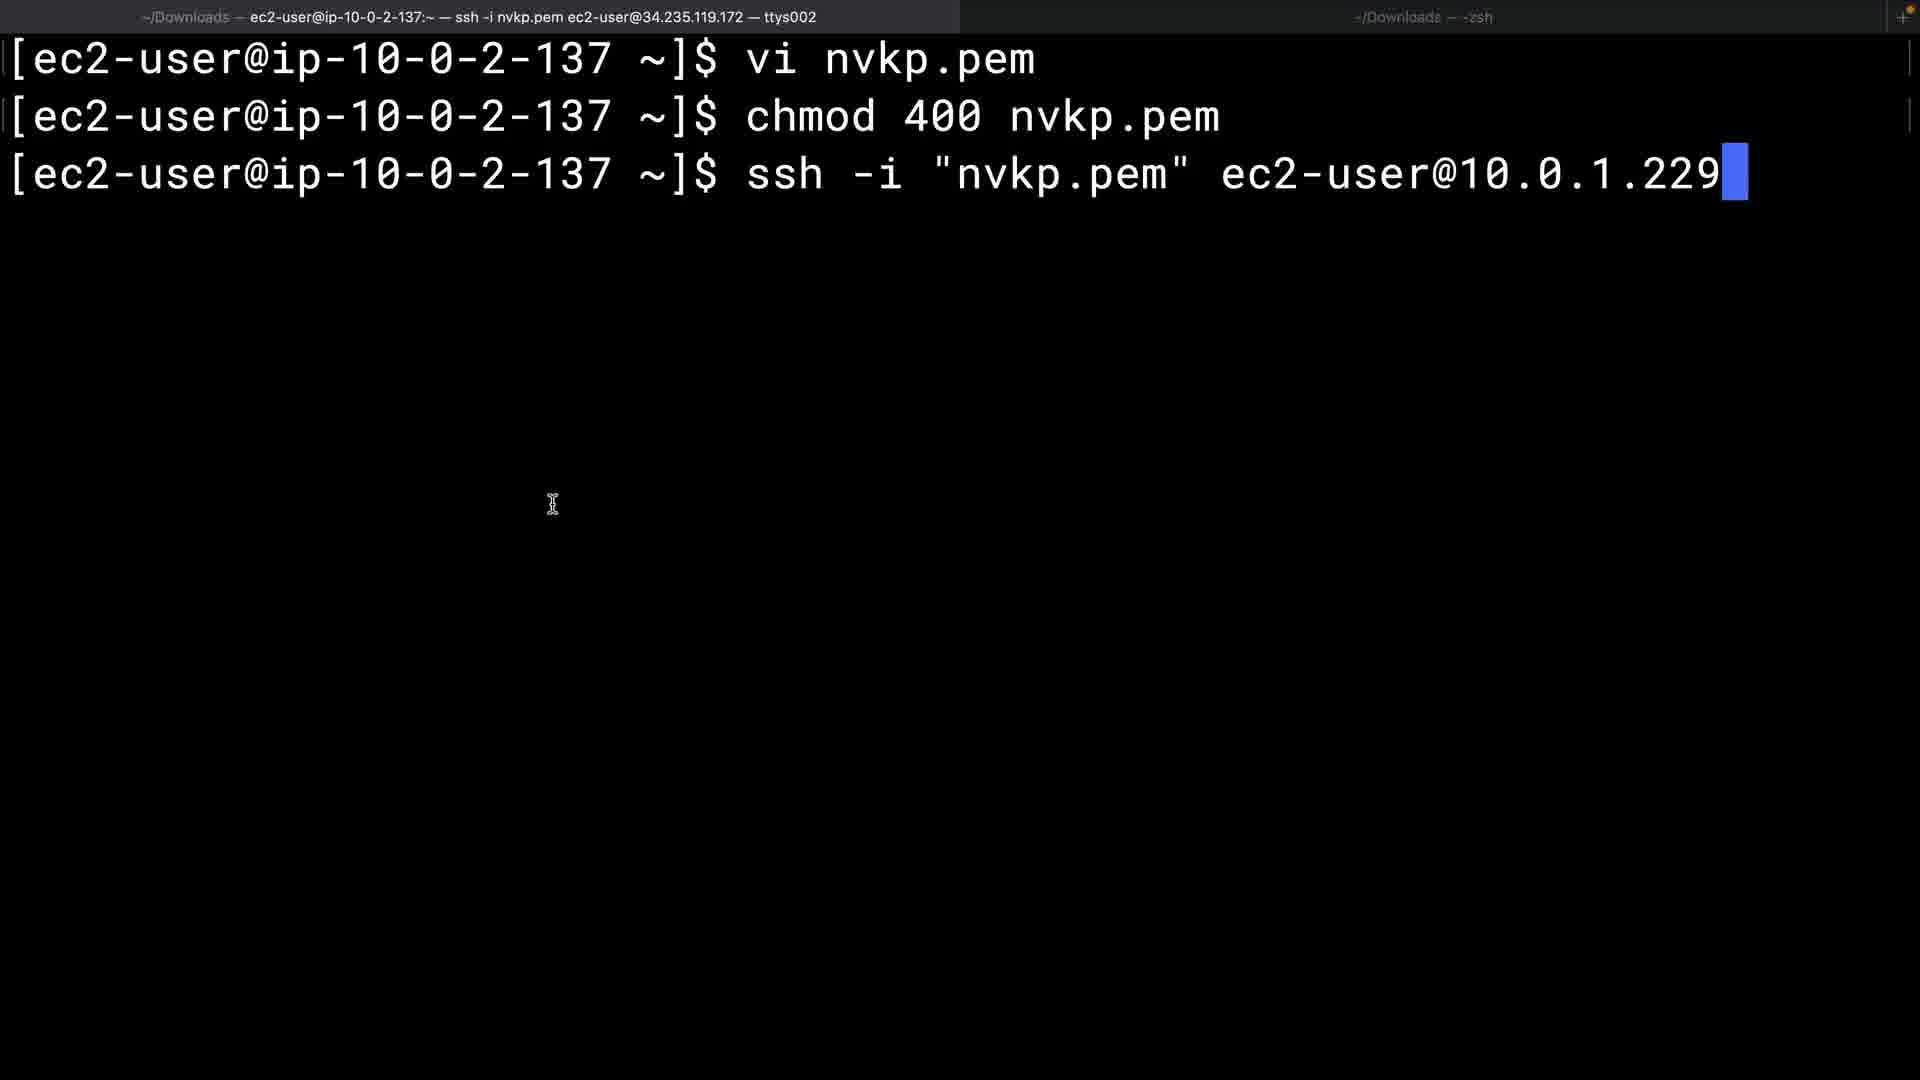 ~/Downloads — ec2-user@ip-10-0-2-137:~ — ssh -i nvkp.pem ec2-user@34.235.119.172 — ttys002
~/Downloads — -zsh
[ec2-user@ip-10-0-2-137 ~]$ vi nvkp.pem
[ec2-user@ip-10-0-2-137 ~]$ chmod 400 nvkp.pem
[ec2-user@ip-10-0-2-137 ~]$ ssh -i "nvkp.pem" ec2-user@10.0.1.229